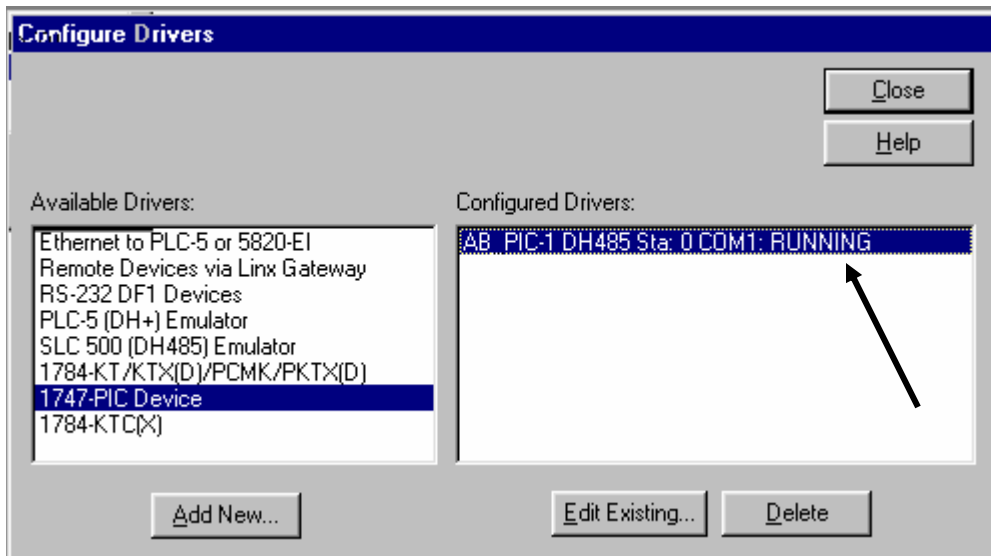 Configure Drivers
Close
Help
Available Drivers:
Ethernet to PLC-5 or 5820-EI
Remote Devices via Linx Gateway
RS-232 DF1 Devices
PLC-5 (DH+) Emulator
SLC 500 (DH485) Emulator
1784-KT/KTX(D)/PCMK/PKTX(D)
1747-PIC Device
1784-KTC(X)
Configured Drivers:
AB_PIC-1 DH485 Sta: 0 COM1: RUNNING
Add New...
Edit Existing...
Delete